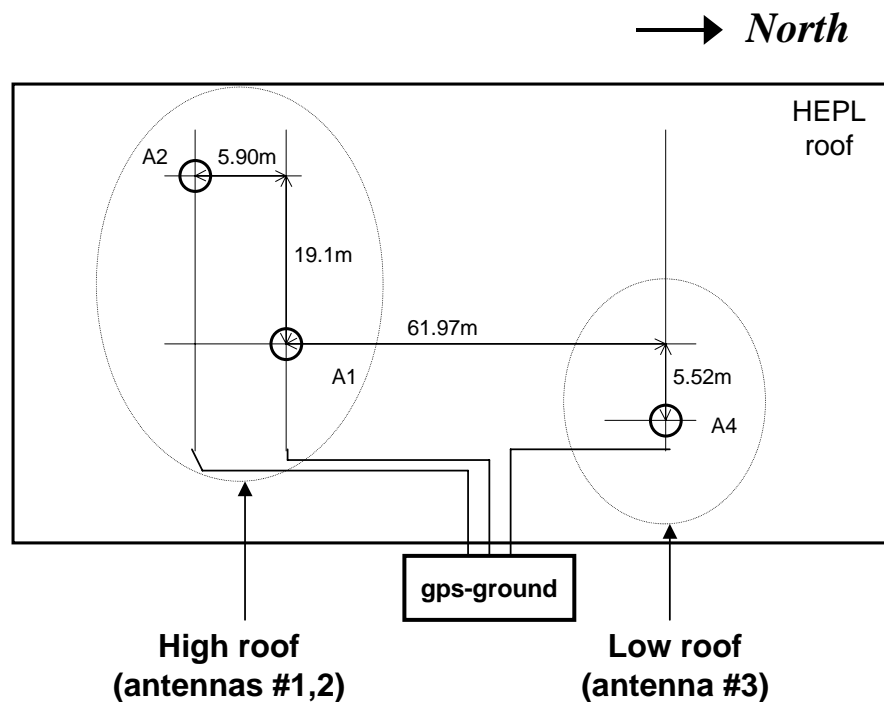 North
HEPL
roof
A2
5.90m
19.1m
61.97m
A1
5.52m
A4
gps-ground
High roof
(antennas #1,2)
Low roof
(antenna #3)